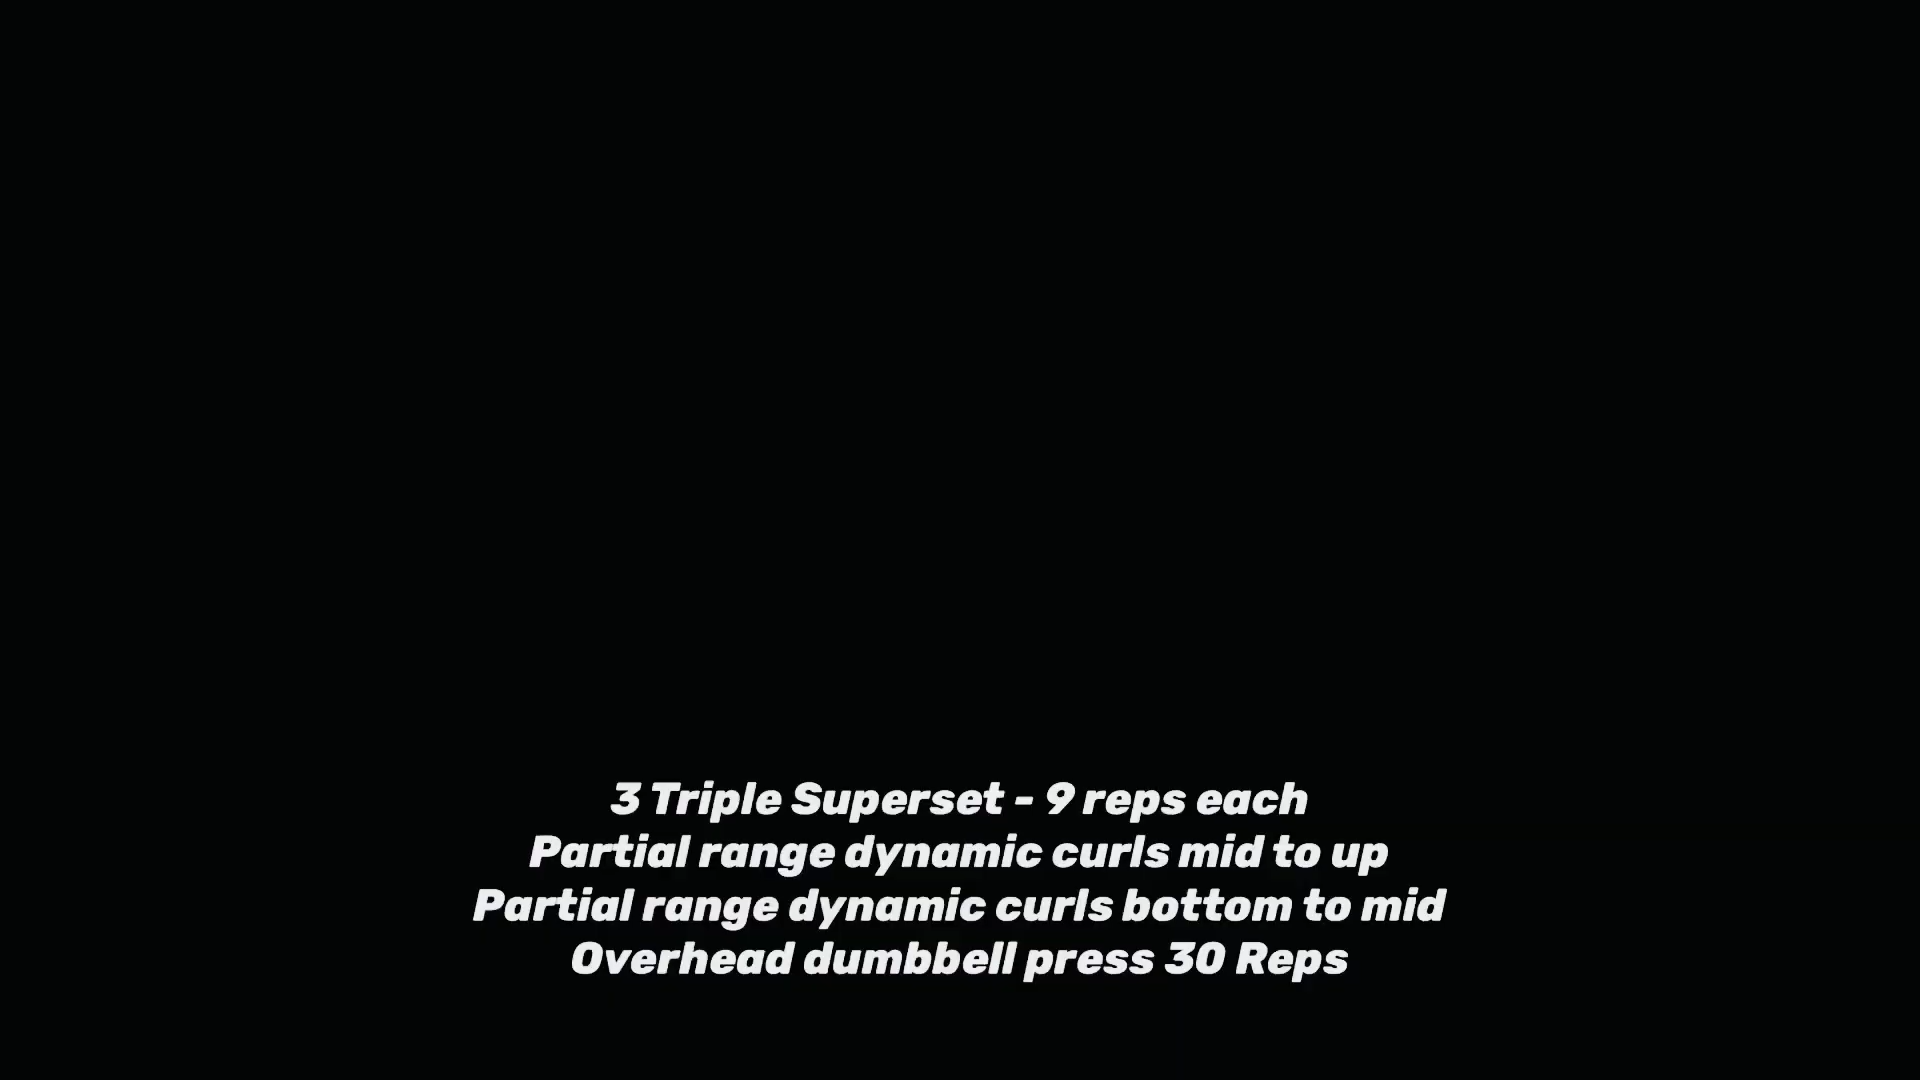 3 Triple Superset - 9 reps each
Partial range dynamic curls mid to up
Partial range dynamic curls bottom to mid
Overhead dumbbell press 30 Reps